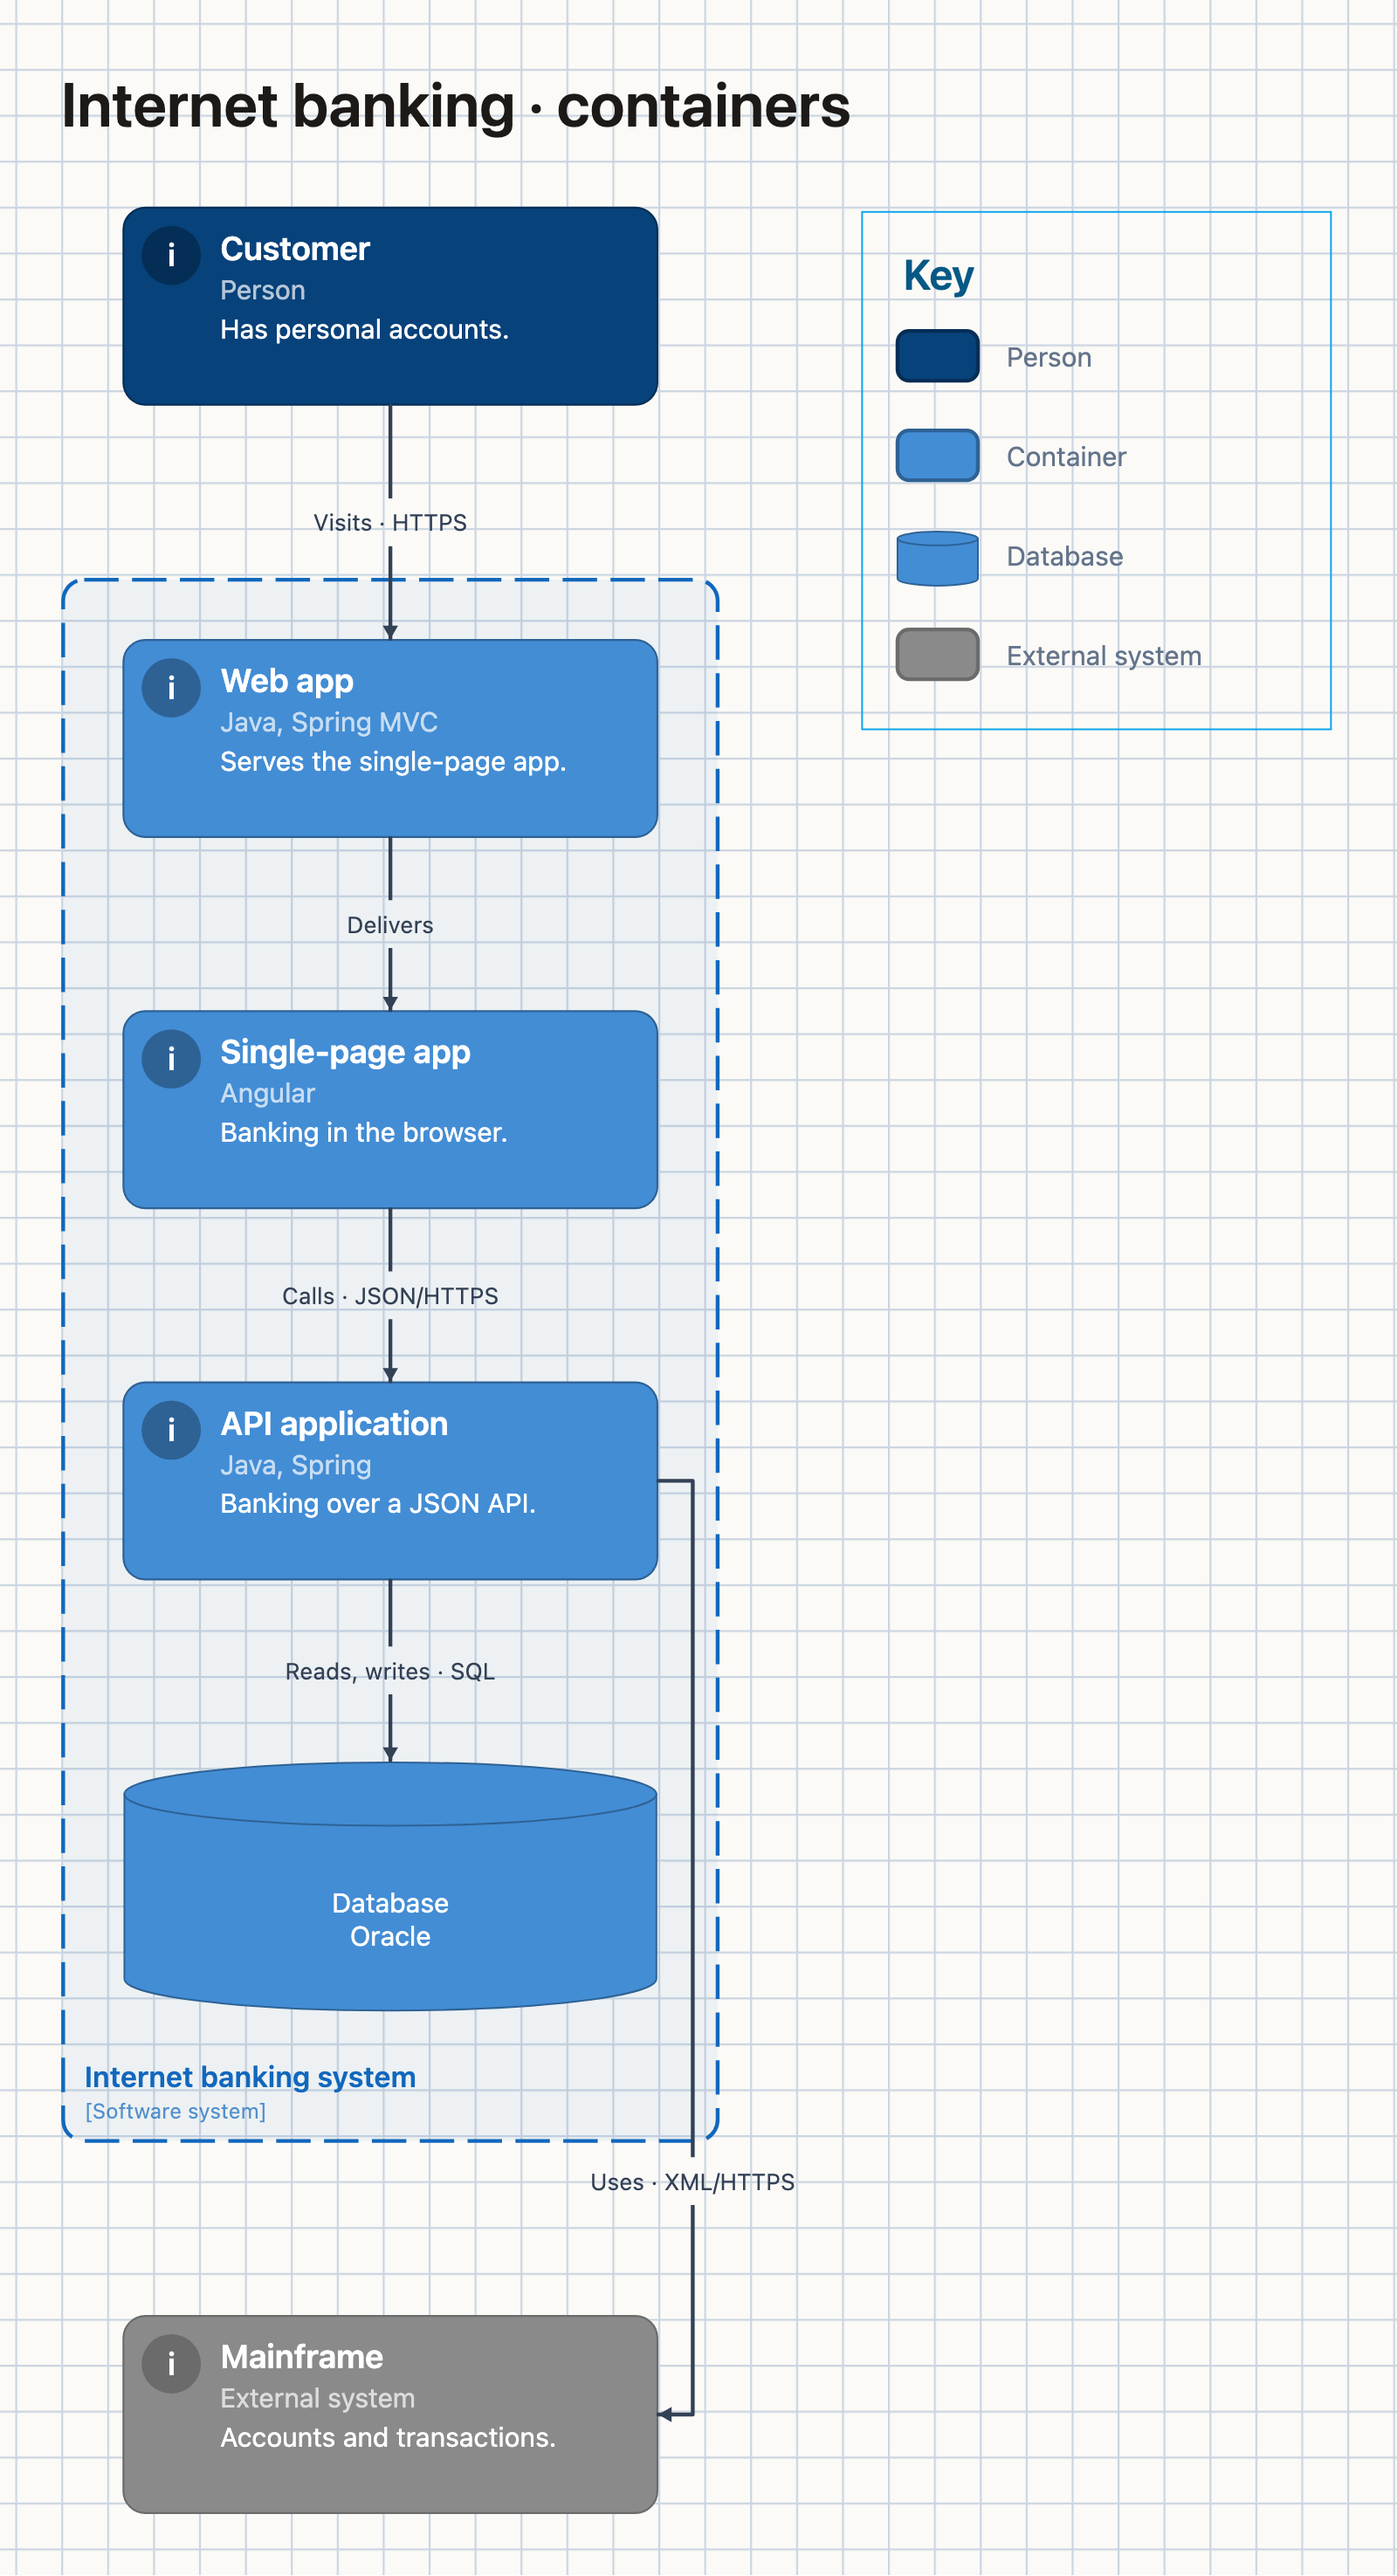 Internet banking · containers
i
Customer
Person
Has personal accounts.
Key
Person
Container
Database
External system
Visits · HTTPS
i
Web app
Java, Spring MVC
Serves the single-page app.
Delivers
i
Single-page app
Angular
Banking in the browser.
Calls · JSON/HTTPS
i
API application
Java, Spring
Banking over a JSON API.
Reads, writes · SQL
Database
Oracle
Internet banking system
[Software system]
Uses · XML/HTTPS
i
Mainframe
External system
Accounts and transactions.